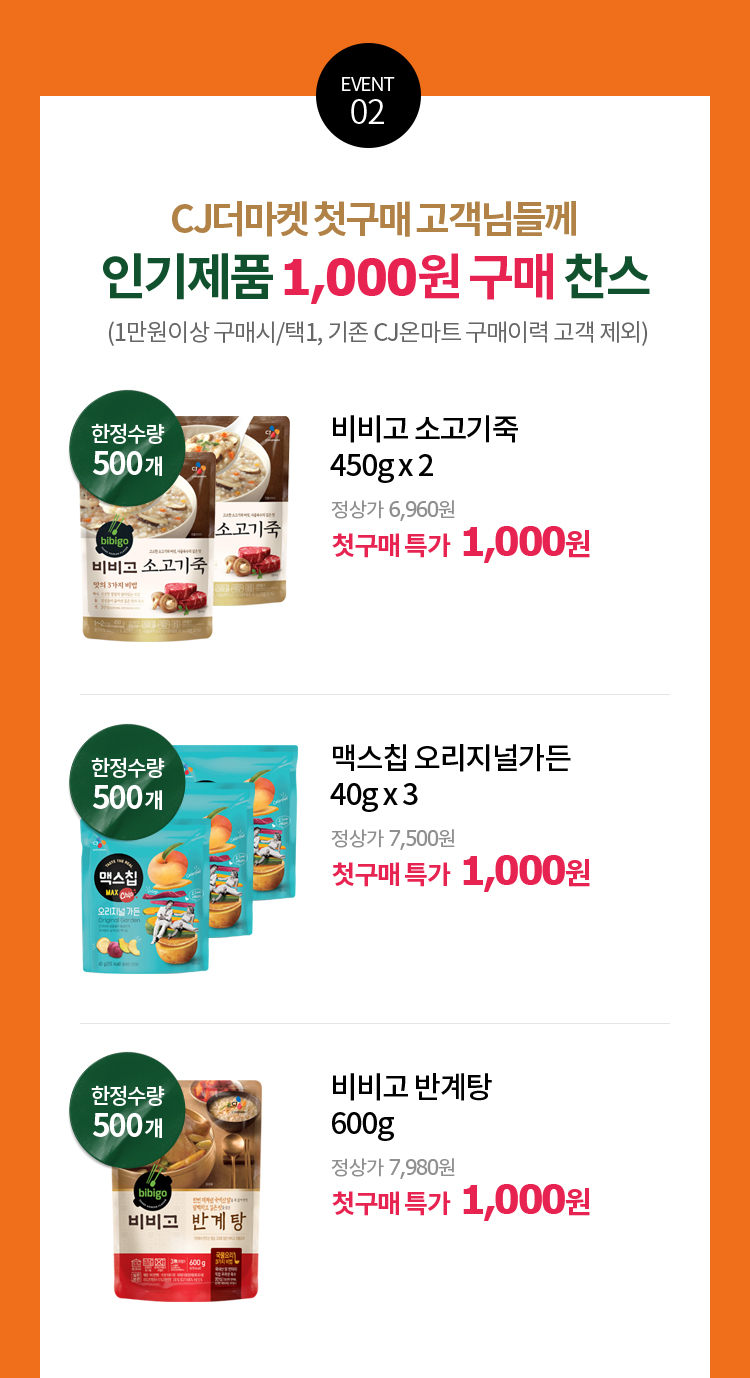 EVENT
02
CJ더마켓 첫구매 고객님들께
인기제품 1,000원 구매 찬스
(1만원이상 구매시/택1, 기존 CJ온마트 구매이력 고객 제외)
한정수량
500개
비비고 소고기죽
450g x 2
정상가 6,960원
첫구매 특가 1,000원
소고기죽
bibigo
비비고 소고기죽
맛의 3가지 비법
한정수량
500개
맥스칩 오리지널가든
40g x 3
정상가 7,500원
첫구매 특가 1,000원
TASTE THE REAL
맥스칩
MAX Chip
오리지널 가든
Original Garden
한정수량
500개
비비고 반계탕
600g
정상가 7,980원
첫구매 특가 1,000원
bibigo
비비고 반계탕
600 g
국물요리